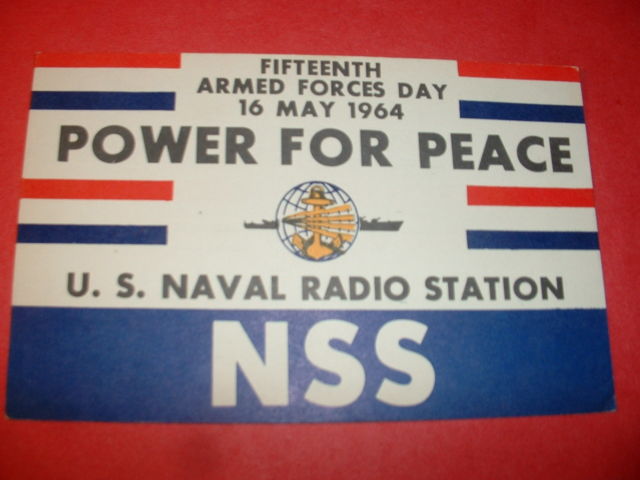 FIFTEENTH
ARMED FORCES DAY
16 MAY 1964
POWER FOR PEACE
U. S. NAVAL RADIO STATION
NSS